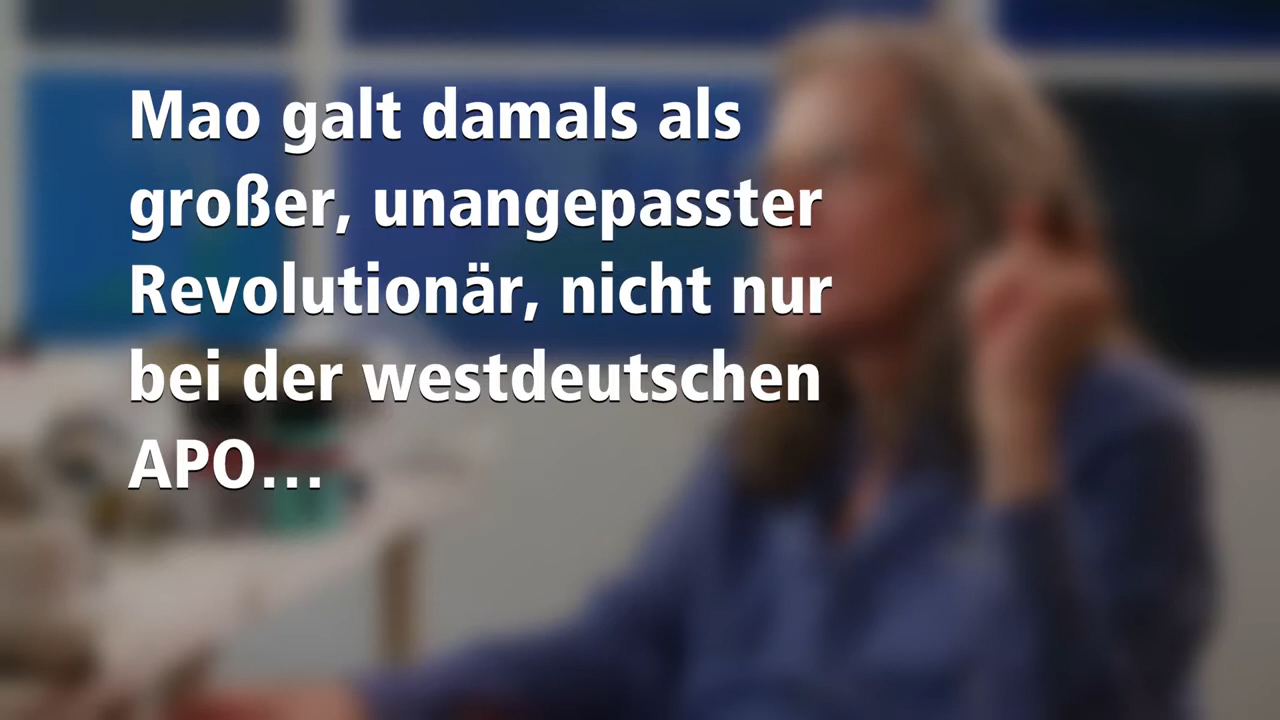 Mao galt damals als
großer, unangepasster
Revolutionär, nicht nur
bei der westdeutschen
APO…